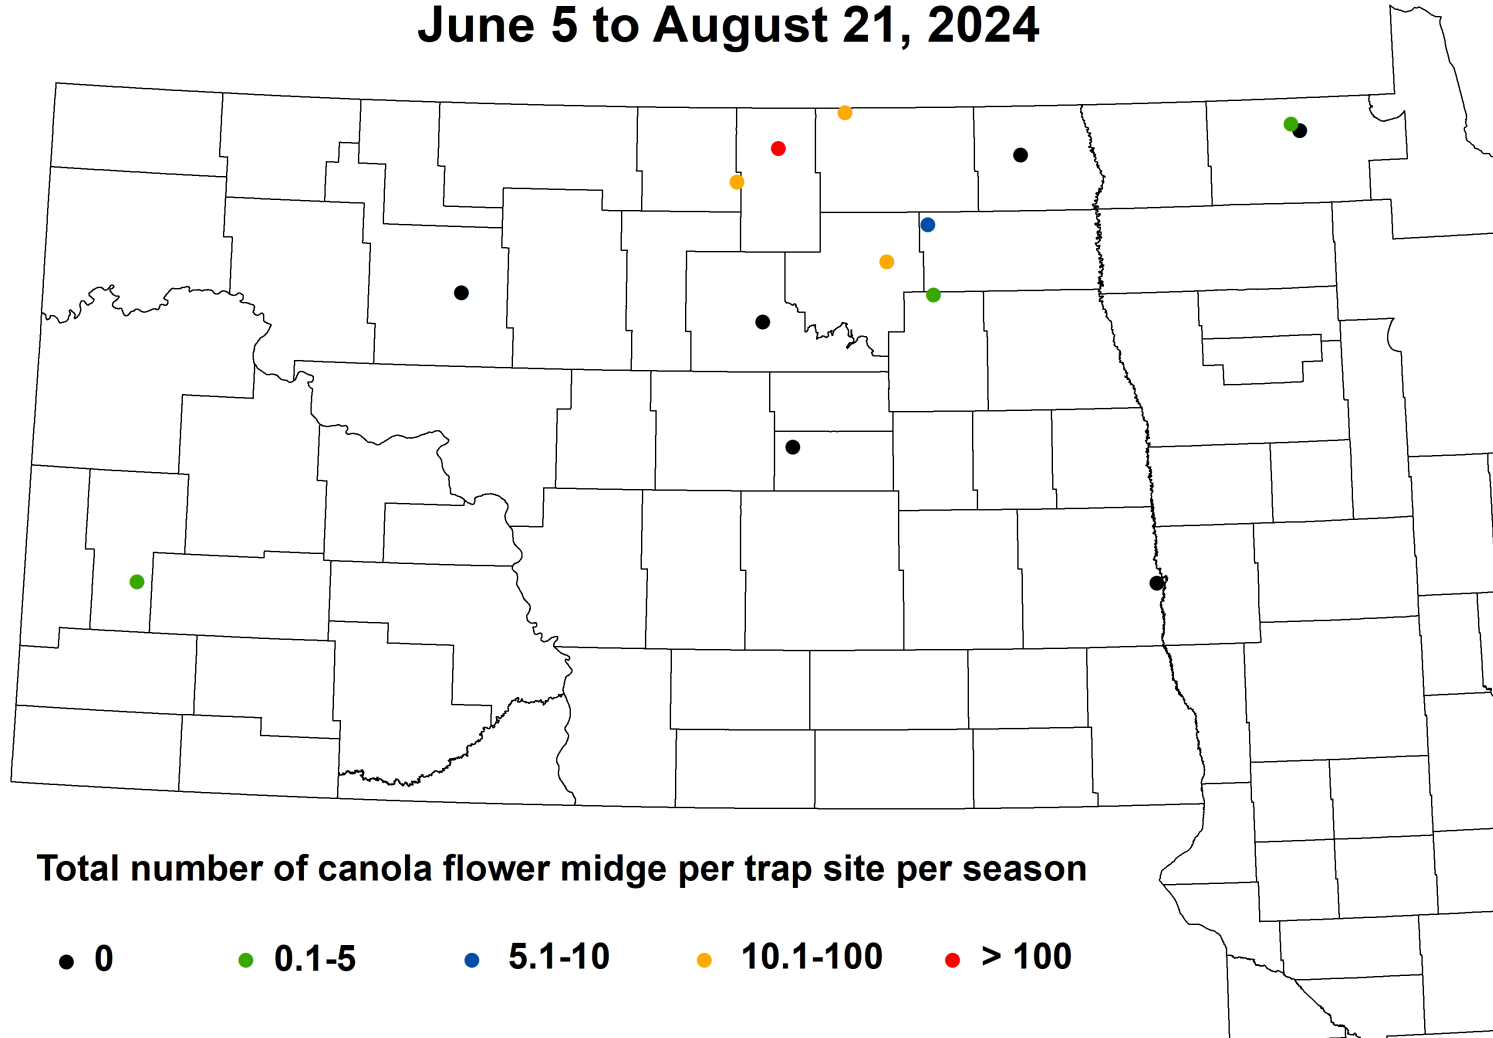 June 5 to August 21, 2024
Total number of canola flower midge per trap site per season
0 0.1-5 5.1-10 10.1-100 > 100